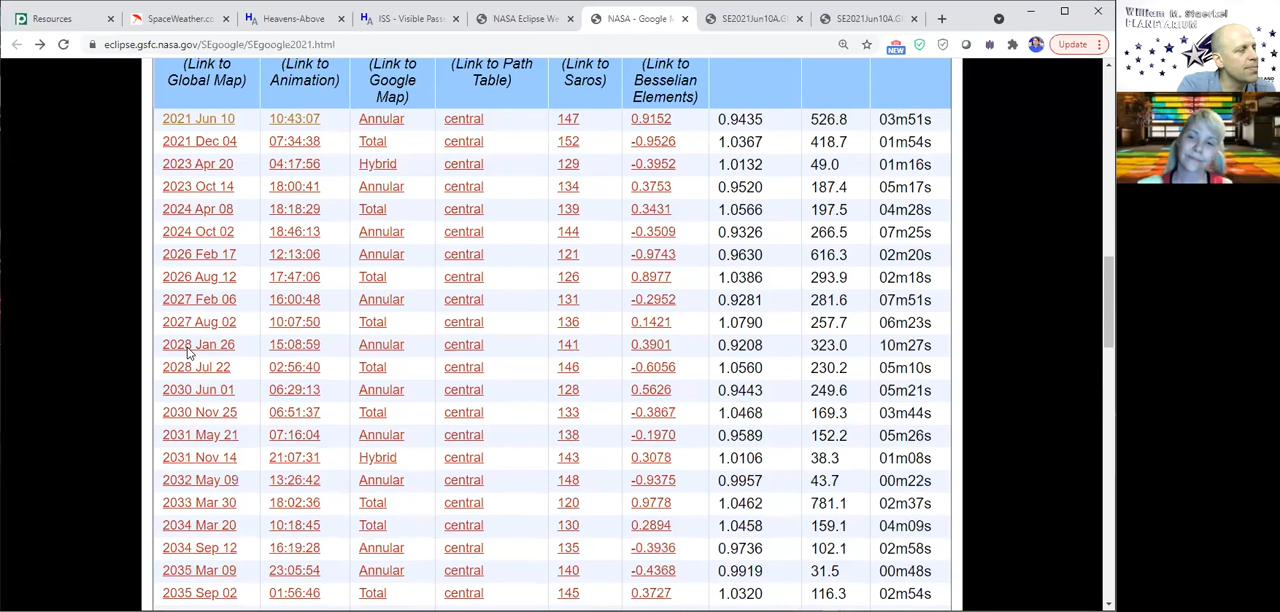 Resources
SpaceWeather.co
Heavens-Above
ISS - Visible Passe
NASA Eclipse We
NASA - Google M
SE2021Jun10A.GI
SE2021Jun10A.GI
eclipse.gsfc.nasa.gov/SEgoogle/SEgoogle2021.html
NEW
Update
William M. Staerkel
PLANETARIUM
(Link to Global Map) (Link to Animation) (Link to Google Map) (Link to Path Table) (Link to Saros) (Link to Besselian Elements)
2021 Jun 10 10:43:07 Annular central 147 0.9152 0.9435 526.8 03m51s
2021 Dec 04 07:34:38 Total central 152 -0.9526 1.0367 418.7 01m54s
2023 Apr 20 04:17:56 Hybrid central 129 -0.3952 1.0132 49.0 01m16s
2023 Oct 14 18:00:41 Annular central 134 0.3753 0.9520 187.4 05m17s
2024 Apr 08 18:18:29 Total central 139 0.3431 1.0566 197.5 04m28s
2024 Oct 02 18:46:13 Annular central 144 -0.3509 0.9326 266.5 07m25s
2026 Feb 17 12:13:06 Annular central 121 -0.9743 0.9630 616.3 02m20s
2026 Aug 12 17:47:06 Total central 126 0.8977 1.0386 293.9 02m18s
2027 Feb 06 16:00:48 Annular central 131 -0.2952 0.9281 281.6 07m51s
2027 Aug 02 10:07:50 Total central 136 0.1421 1.0790 257.7 06m23s
2028 Jan 26 15:08:59 Annular central 141 0.3901 0.9208 323.0 10m27s
2028 Jul 22 02:56:40 Total central 146 -0.6056 1.0560 230.2 05m10s
2030 Jun 01 06:29:13 Annular central 128 0.5626 0.9443 249.6 05m21s
2030 Nov 25 06:51:37 Total central 133 -0.3867 1.0468 169.3 03m44s
2031 May 21 07:16:04 Annular central 138 -0.1970 0.9589 152.2 05m26s
2031 Nov 14 21:07:31 Hybrid central 143 0.3078 1.0106 38.3 01m08s
2032 May 09 13:26:42 Annular central 148 -0.9375 0.9957 43.7 00m22s
2033 Mar 30 18:02:36 Total central 120 0.9778 1.0462 781.1 02m37s
2034 Mar 20 10:18:45 Total central 130 0.2894 1.0458 159.1 04m09s
2034 Sep 12 16:19:28 Annular central 135 -0.3936 0.9736 102.1 02m58s
2035 Mar 09 23:05:54 Annular central 140 -0.4368 0.9919 31.5 00m48s
2035 Sep 02 01:56:46 Total central 145 0.3727 1.0320 116.3 02m54s